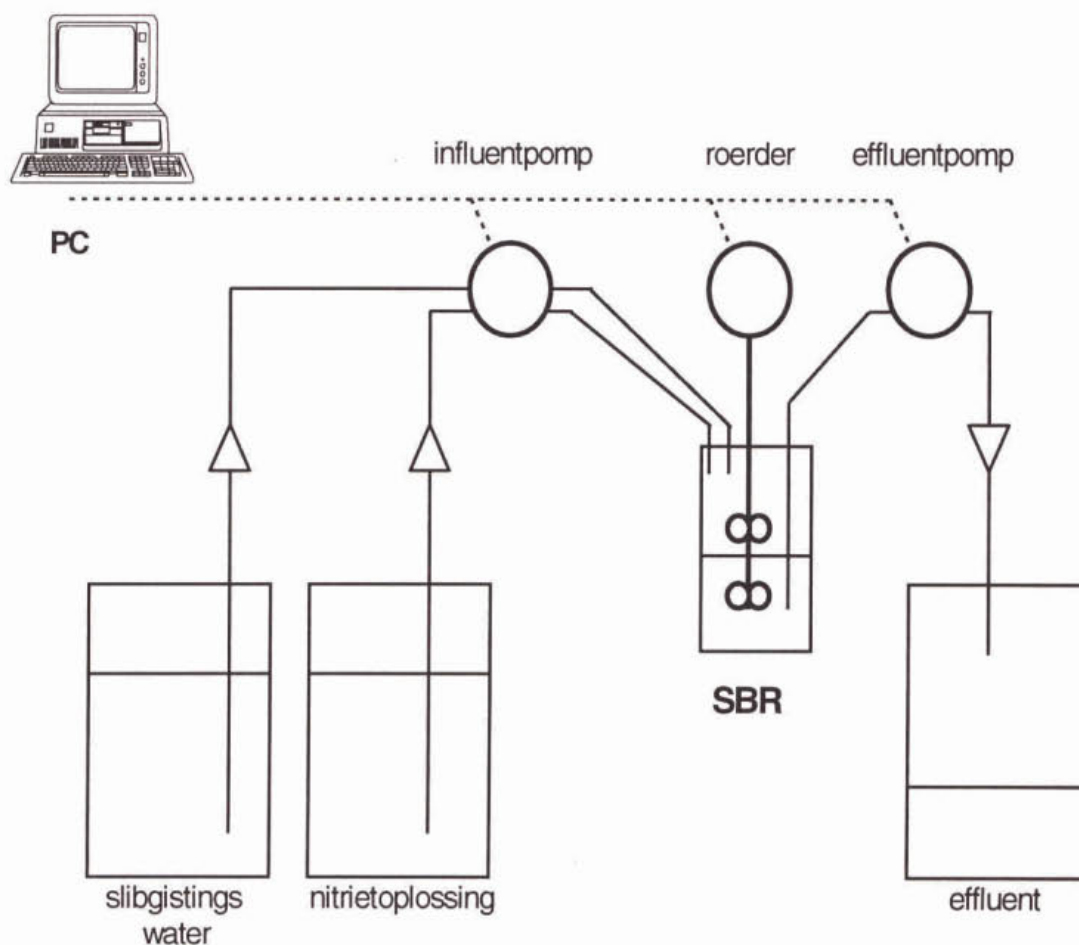 influentpomp
roerder
effluentpomp
PC
SBR
slibgistings
water
nitrietoplossing
effluent